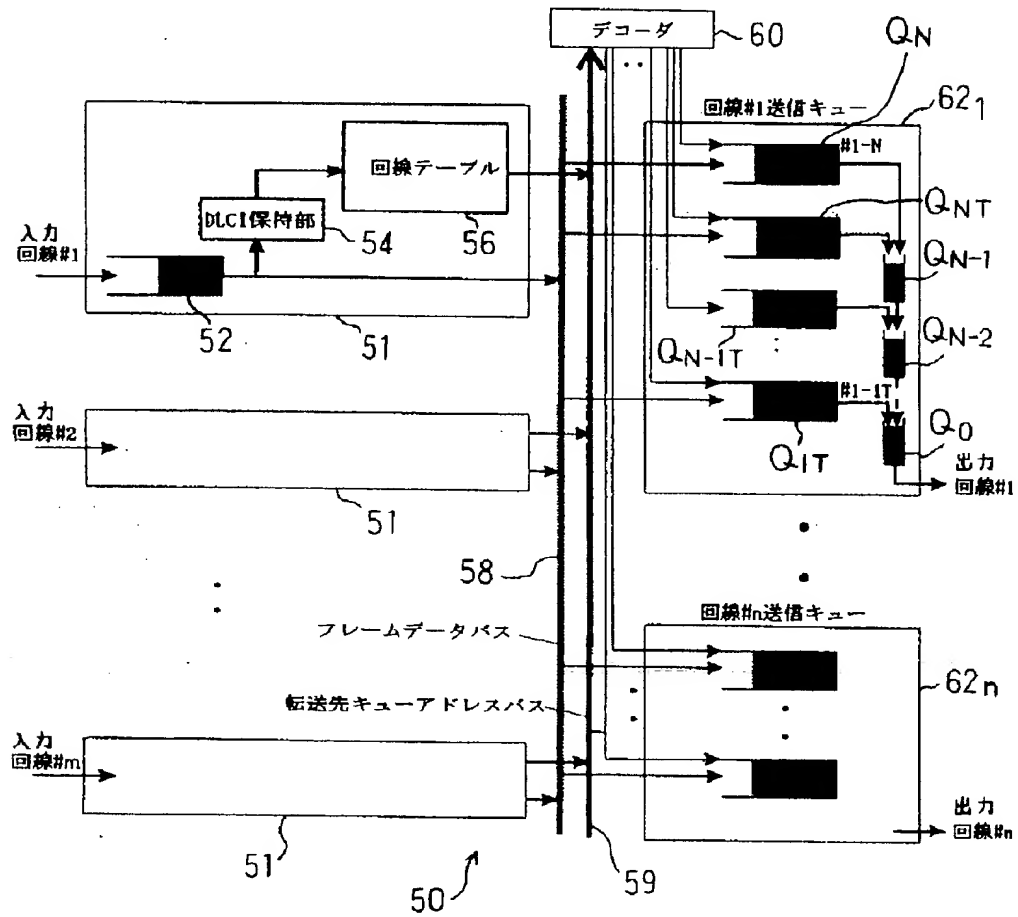 デコーダ
60
QN
回線#1送信キュー
621
#1-N
回線テーブル
DLCI保持部
54
56
QNT
入力
回線#1
QN-1
52
51
QN-1T
QN-2
#1-1T
入力
回線#2
Q1T
Q0
出力
回線#1
51
58
回線#n送信キュー
フレームデータバス
62n
転送先キューアドレスバス
入力
回線#m
出力
回線#n
51
50
59